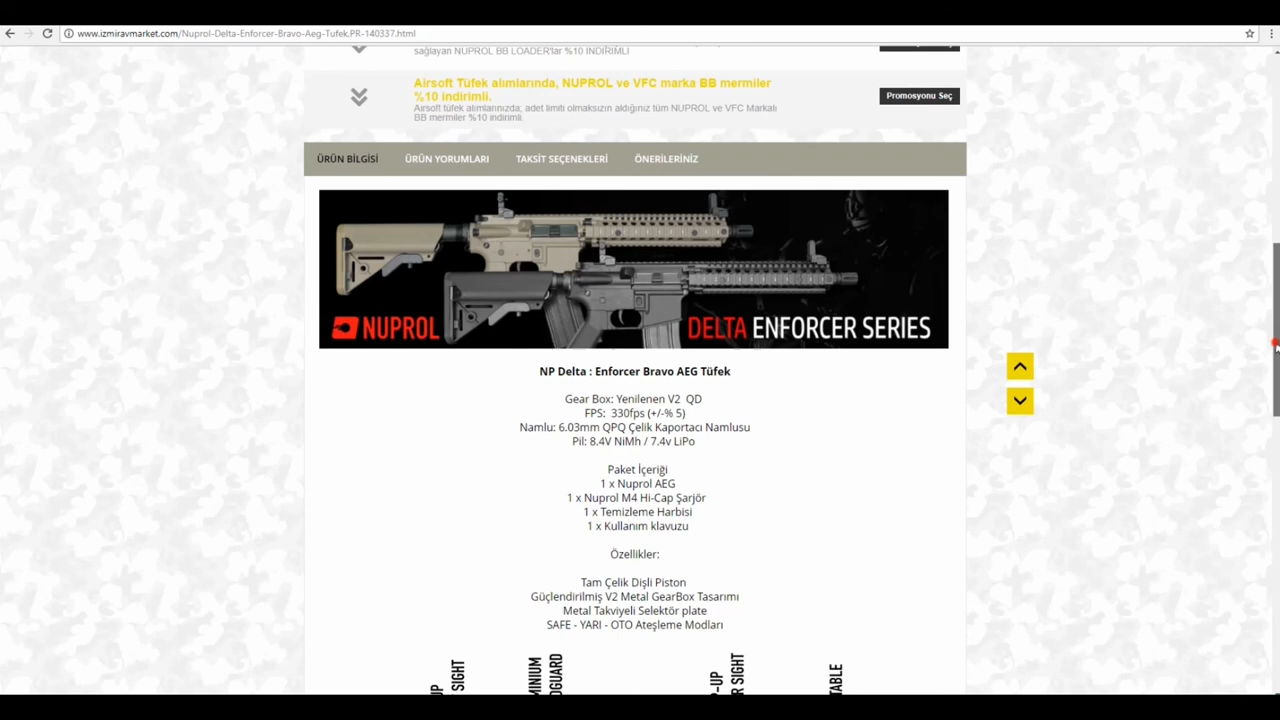 www.izmiravmarket.com/Nuprol-Delta-Enforcer-Bravo-Aeg-Tufek.PR-140337.html
sağlayan NUPROL BB LOADER'lar %10 İNDİRİMLİ
Airsoft Tüfek alımlarında, NUPROL ve VFC marka BB mermiler
%10 indirimli.
Airsoft tüfek alımlarınızda; adet limiti olmaksızın aldığınız tüm NUPROL ve VFC Markalı
BB mermiler %10 indirimli.
Promosyonu Seç
ÜRÜN BİLGİSİ ÜRÜN YORUMLARI TAKSİT SEÇENEKLERİ ÖNERİLERİNİZ
NUPROL DELTA ENFORCER SERIES
NP Delta : Enforcer Bravo AEG Tüfek
Gear Box: Yenilenen V2 QD
FPS: 330fps (+/-% 5)
Namlu: 6.03mm QPQ Çelik Kaportacı Namlusu
Pil: 8.4V NiMh / 7.4v LiPo
Paket İçeriği
1 x Nuprol AEG
1 x Nuprol M4 Hi-Cap Şarjör
1 x Temizleme Harbisi
1 x Kullanım klavuzu
Özellikler:
Tam Çelik Dişli Piston
Güçlendirilmiş V2 Metal GearBox Tasarımı
Metal Takviyeli Selektör plate
SAFE - YARI - OTO Ateşleme Modları
SIGHT
SIGHT